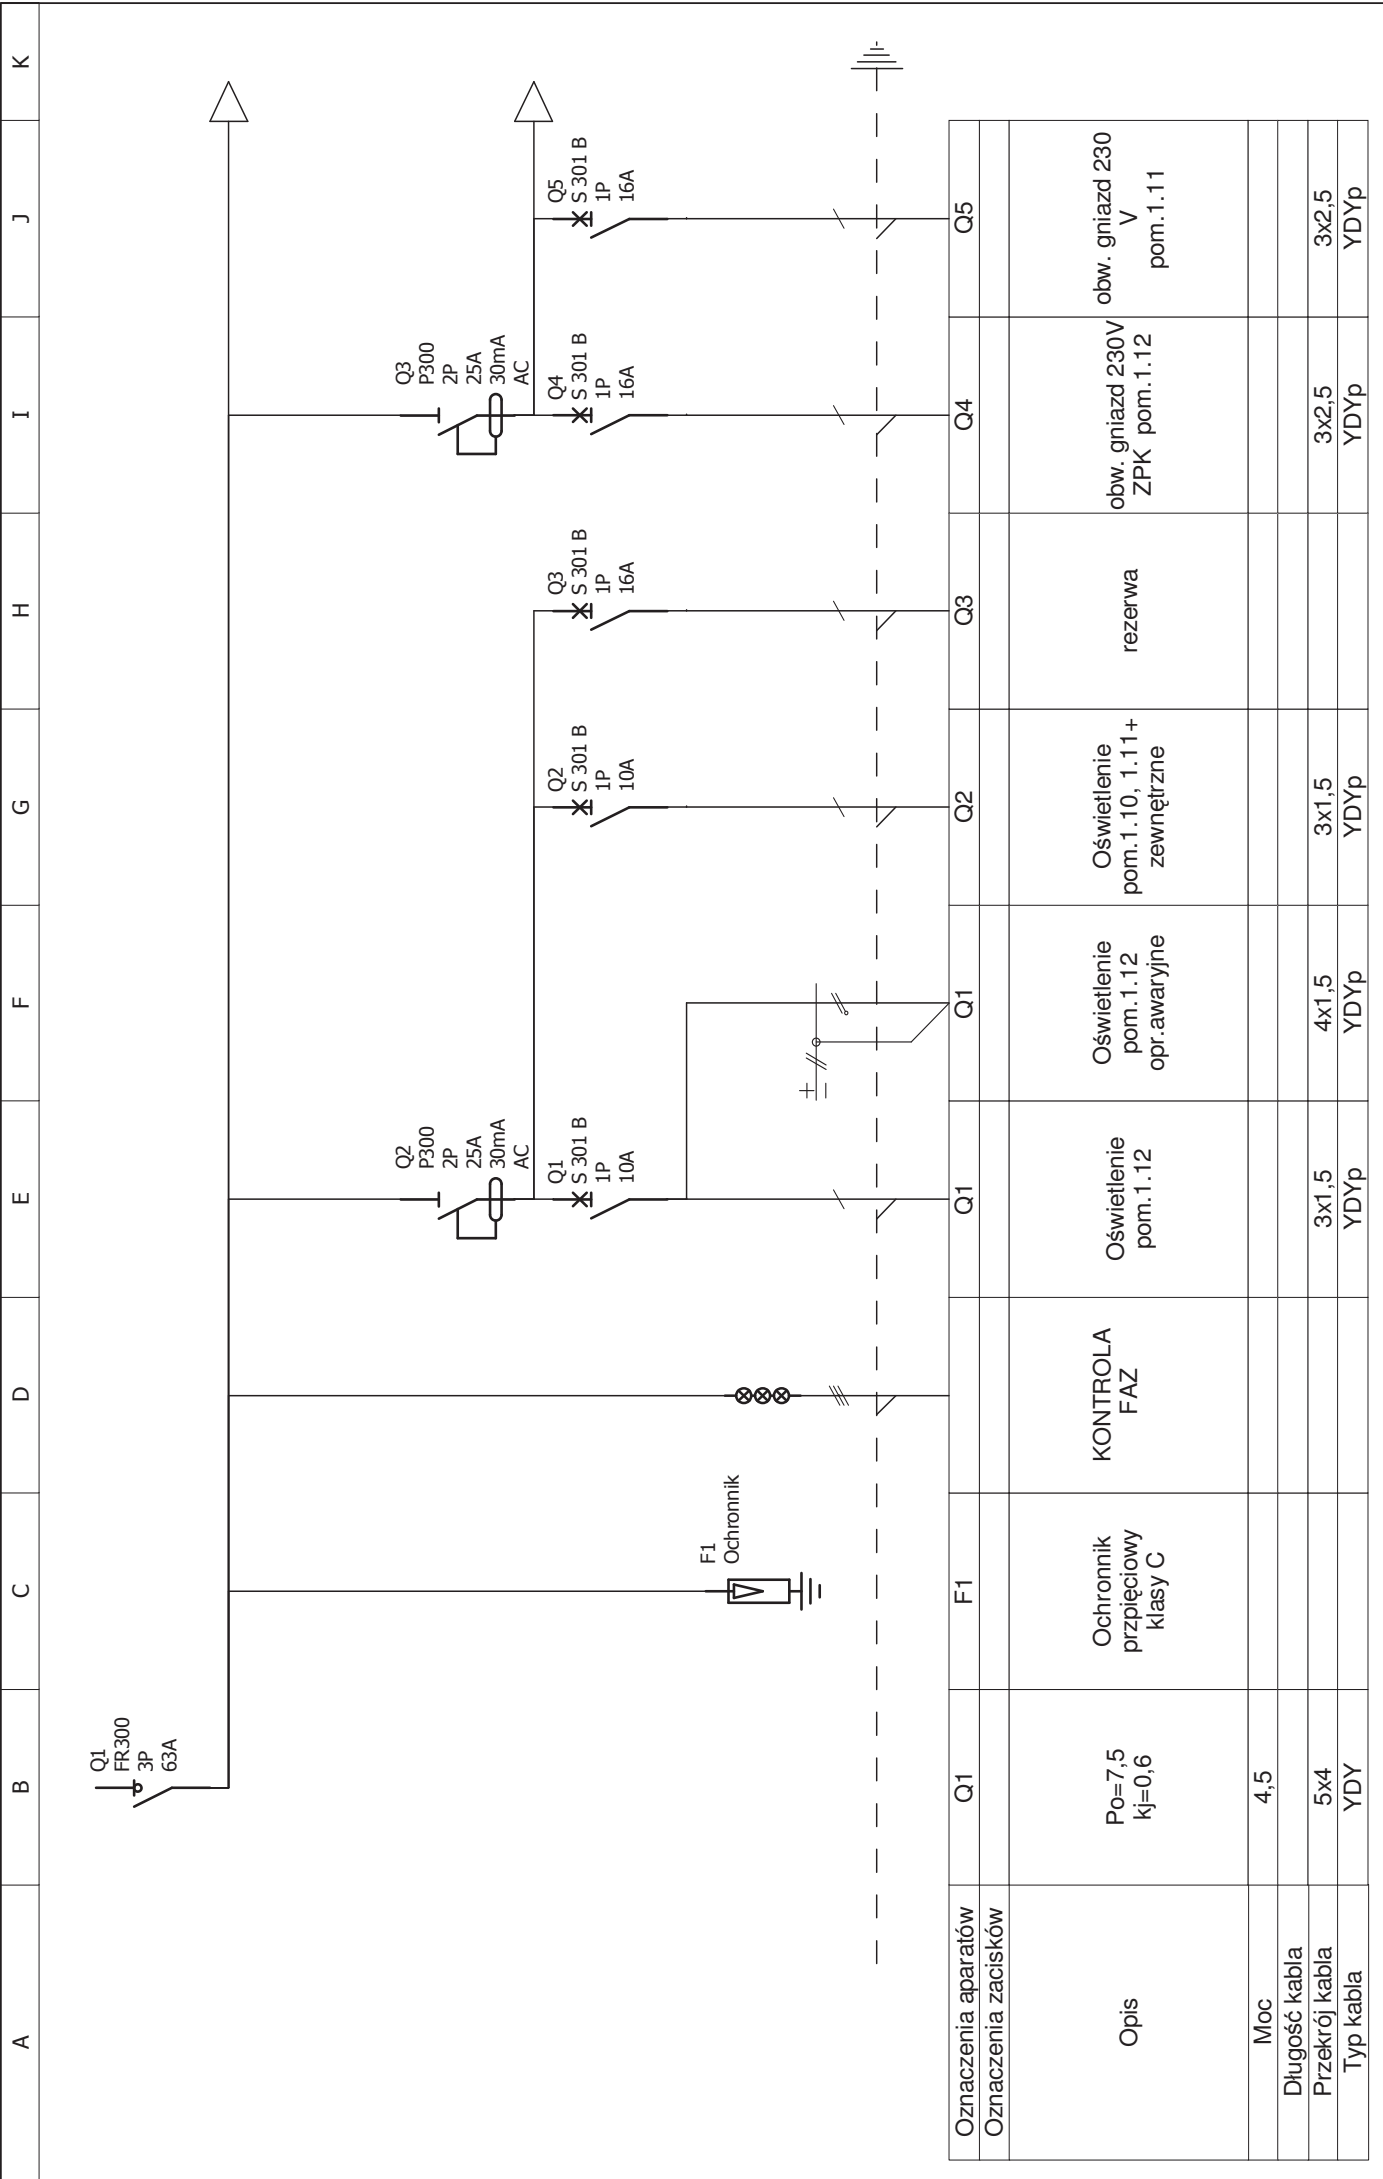 A
B
C
D
E
F
G
H
I
J
K
Q1
FR300
3P
63A
F1
Ochronnik
Q2
P300
2P
25A
30mA
AC
Q1
S 301 B
1P
10A
Q2
S 301 B
1P
10A
Q3
S 301 B
1P
16A
Q3
P300
2P
25A
30mA
AC
Q4
S 301 B
1P
16A
Q5
S 301 B
1P
16A
Oznaczenia aparatów
Q1
F1
Q1
Q1
Q2
Q3
Q4
Q5
Oznaczenia zacisków
Opis
Po=7,5
kj=0,6
Ochronnik
przpięciowy
klasy C
KONTROLA
FAZ
Oświetlenie
pom.1.12
Oświetlenie
pom.1.12
opr.awaryjne
Oświetlenie
pom.1.10, 1.11+
zewnętrzne
rezerwa
obw. gniazd 230V
ZPK pom.1.12
obw. gniazd 230
V
pom.1.11
Moc
4,5
Długość kabla
Przekrój kabla
5x4
3x1,5
4x1,5
3x1,5
3x2,5
3x2,5
Typ kabla
YDY
YDYp
YDYp
YDYp
YDYp
YDYp